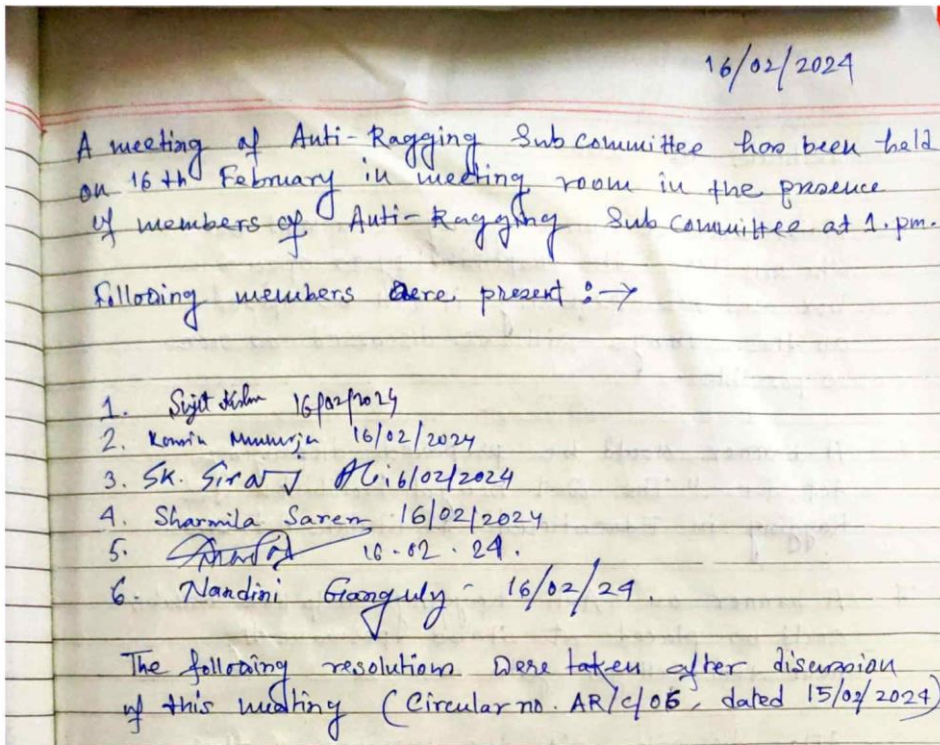 16/02/2024
A meeting of Anti-Ragging Subcommittee has been held
on 16th February in meeting room in the presence
of members of Anti-Ragging Sub Committee at 1.pm.
Following members were present :→
1. Sujit 16/02/2024
2. 16/02/2024
3. SK. Siraj Ali 16/02/2024
4. Sharmila Saren 16/02/2024
5. 16.02.24.
6. Nandini Ganguly - 16/02/24.
The following resolution were taken after discussion
of this meeting (Circular no. AR/C/06, dated 15/02/2024)